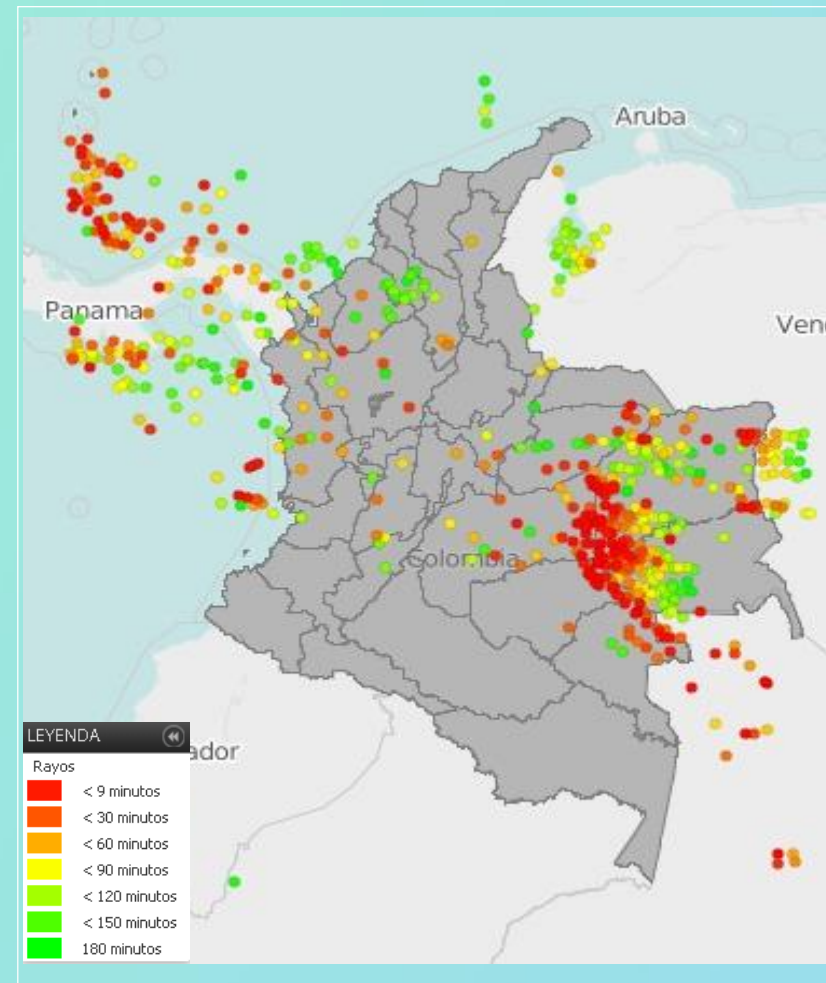 Aruba
Panama
Ven
Colombia
ador
LEYENDA
Rayos
< 9 minutos
< 30 minutos
< 60 minutos
< 90 minutos
< 120 minutos
< 150 minutos
180 minutos